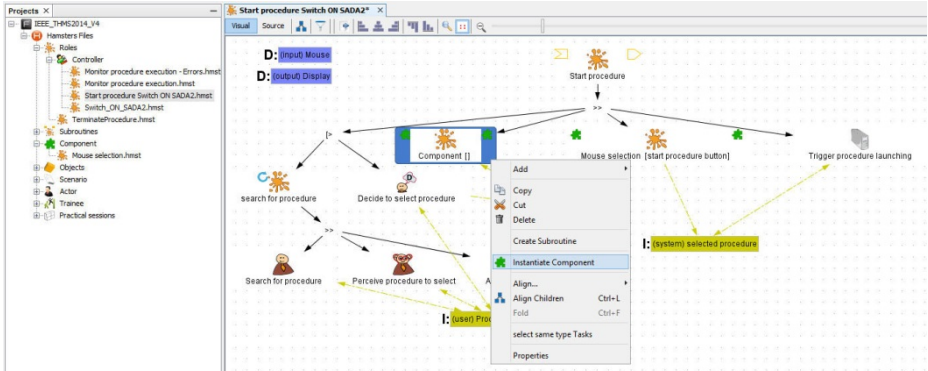 Projects ×
IEEE_THMS2014_V4
Hamsters Files
Roles
Controller
Monitor procedure execution - Errors.hmst
Monitor procedure execution.hmst
Start procedure Switch ON SADA2.hmst
Switch_ON_SADA2.hmst
TerminateProcedure.hmst
Subroutines
Component
Mouse selection.hmst
Objects
Scenario
Actor
Trainee
Practical sessions
Start procedure Switch ON SADA2* ×
Visual Source
D: (input) Mouse
D: (output) Display
Start procedure
>>
[>
Component []
Mouse selection [start procedure button]
Trigger procedure launching
search for procedure
Decide to select procedure
>>
Search for procedure
Perceive procedure to select
A
I: (user) Proc
I: (system) selected procedure
Add
Copy
Cut
Delete
Create Subroutine
Instantiate Component
Align...
Align Children Ctrl+L
Fold Ctrl+F
select same type Tasks
Properties